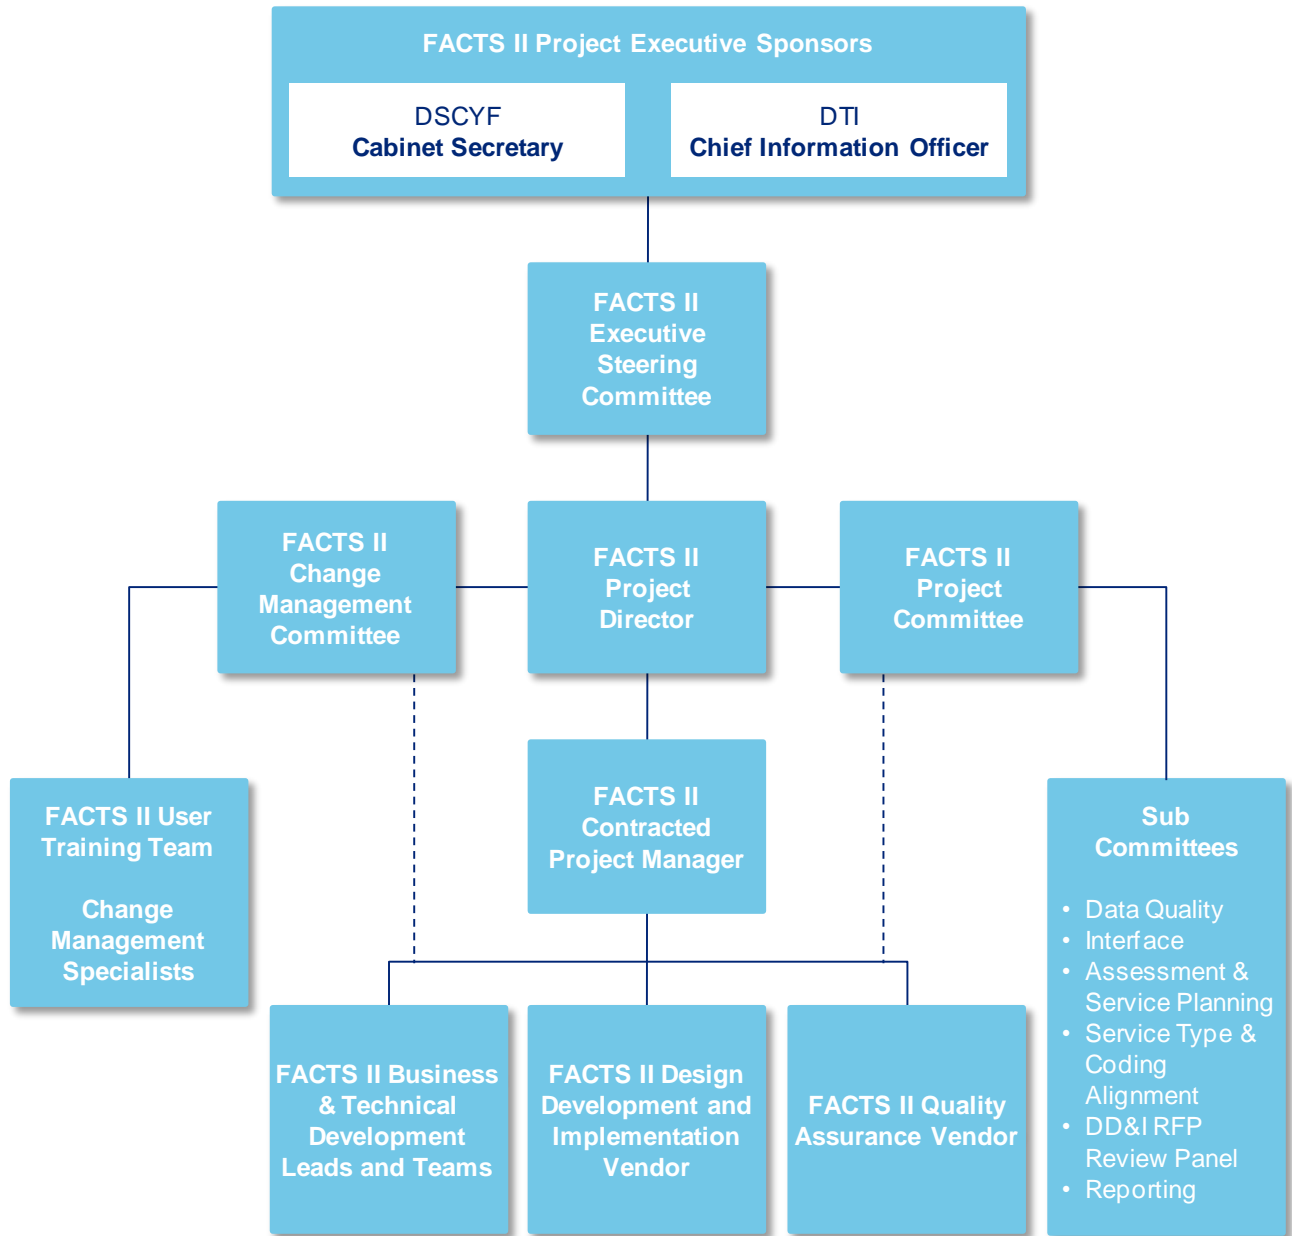 FACTS II Project Executive Sponsors
DSCYF
Cabinet Secretary
DTI
Chief Information Officer
FACTS II
Executive
Steering
Committee
FACTS II
Change
Management
Committee
FACTS II
Project
Director
FACTS II
Project
Committee
FACTS II
Contracted
Project Manager
FACTS II User
Training Team
Change
Management
Specialists
Sub
Committees
• Data Quality
• Interface
• Assessment &
Service Planning
• Service Type &
Coding
Alignment
• DD&I RFP
Review Panel
• Reporting
FACTS II Business
& Technical
Development
Leads and Teams
FACTS II Design
Development and
Implementation
Vendor
FACTS II Quality
Assurance Vendor